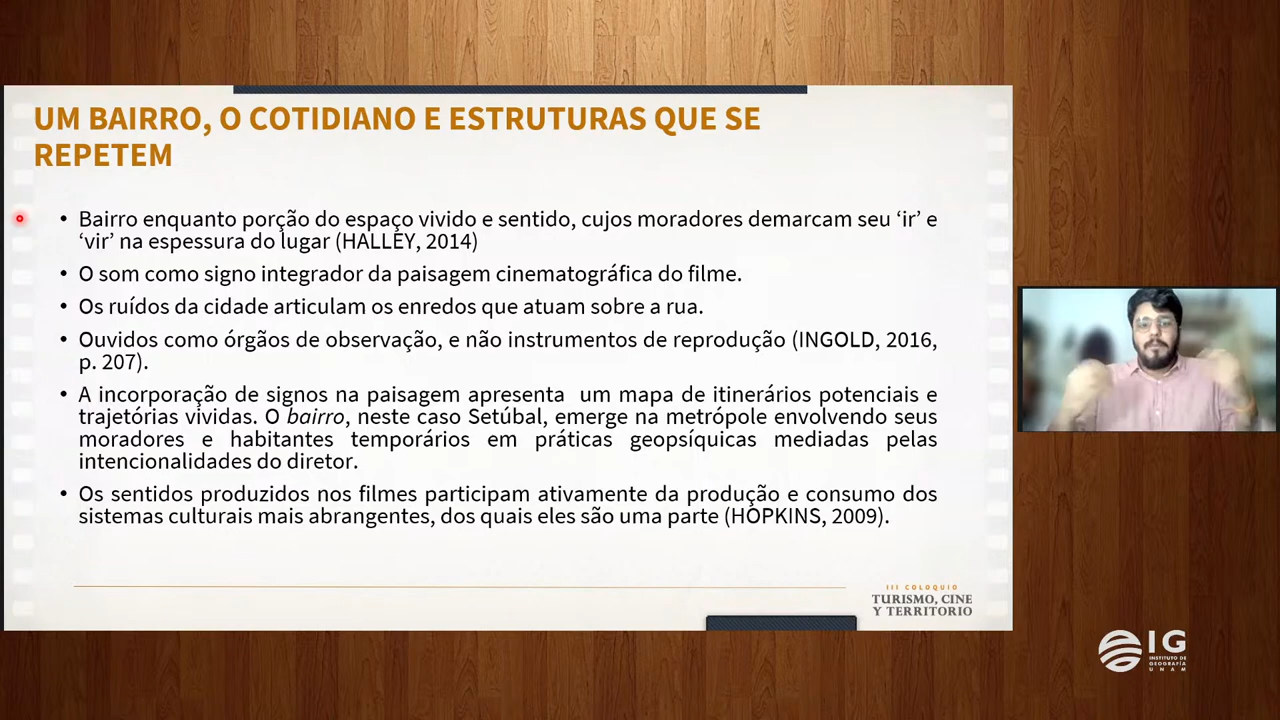 UM BAIRRO, O COTIDIANO E ESTRUTURAS QUE SE
REPETEM
• Bairro enquanto porção do espaço vivido e sentido, cujos moradores demarcam seu ‘ir’ e
‘vir’ na espessura do lugar (HALLEY, 2014)
• O som como signo integrador da paisagem cinematográfica do filme.
• Os ruídos da cidade articulam os enredos que atuam sobre a rua.
• Ouvidos como órgãos de observação, e não instrumentos de reprodução (INGOLD, 2016,
p. 207).
• A incorporação de signos na paisagem apresenta um mapa de itinerários potenciais e
trajetórias vividas. O bairro, neste caso Setúbal, emerge na metrópole envolvendo seus
moradores e habitantes temporários em práticas geopsíquicas mediadas pelas
intencionalidades do diretor.
• Os sentidos produzidos nos filmes participam ativamente da produção e consumo dos
sistemas culturais mais abrangentes, dos quais eles são uma parte (HOPKINS, 2009).
III COLOQUIO
TURISMO, CINE
Y TERRITORIO
IG
INSTITUTO DE
GEOGRAFÍA
UNAM